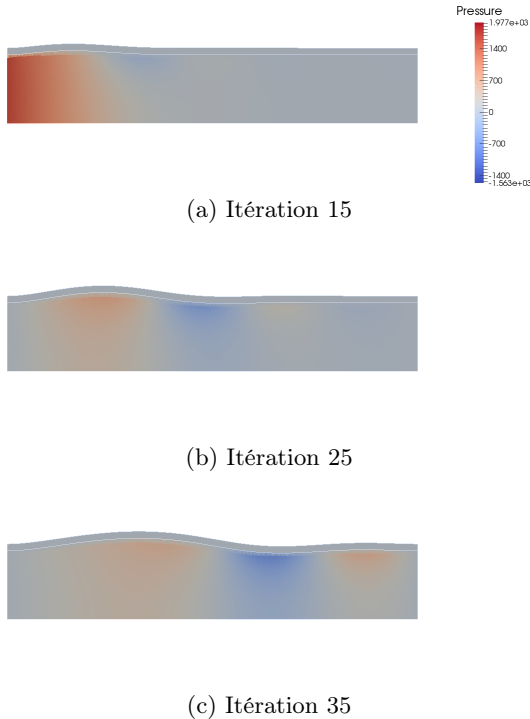 Pressure
1.977e+03
1400
700
0
-700
-1400
-1.563e+03
(a) Itération 15
(b) Itération 25
(c) Itération 35